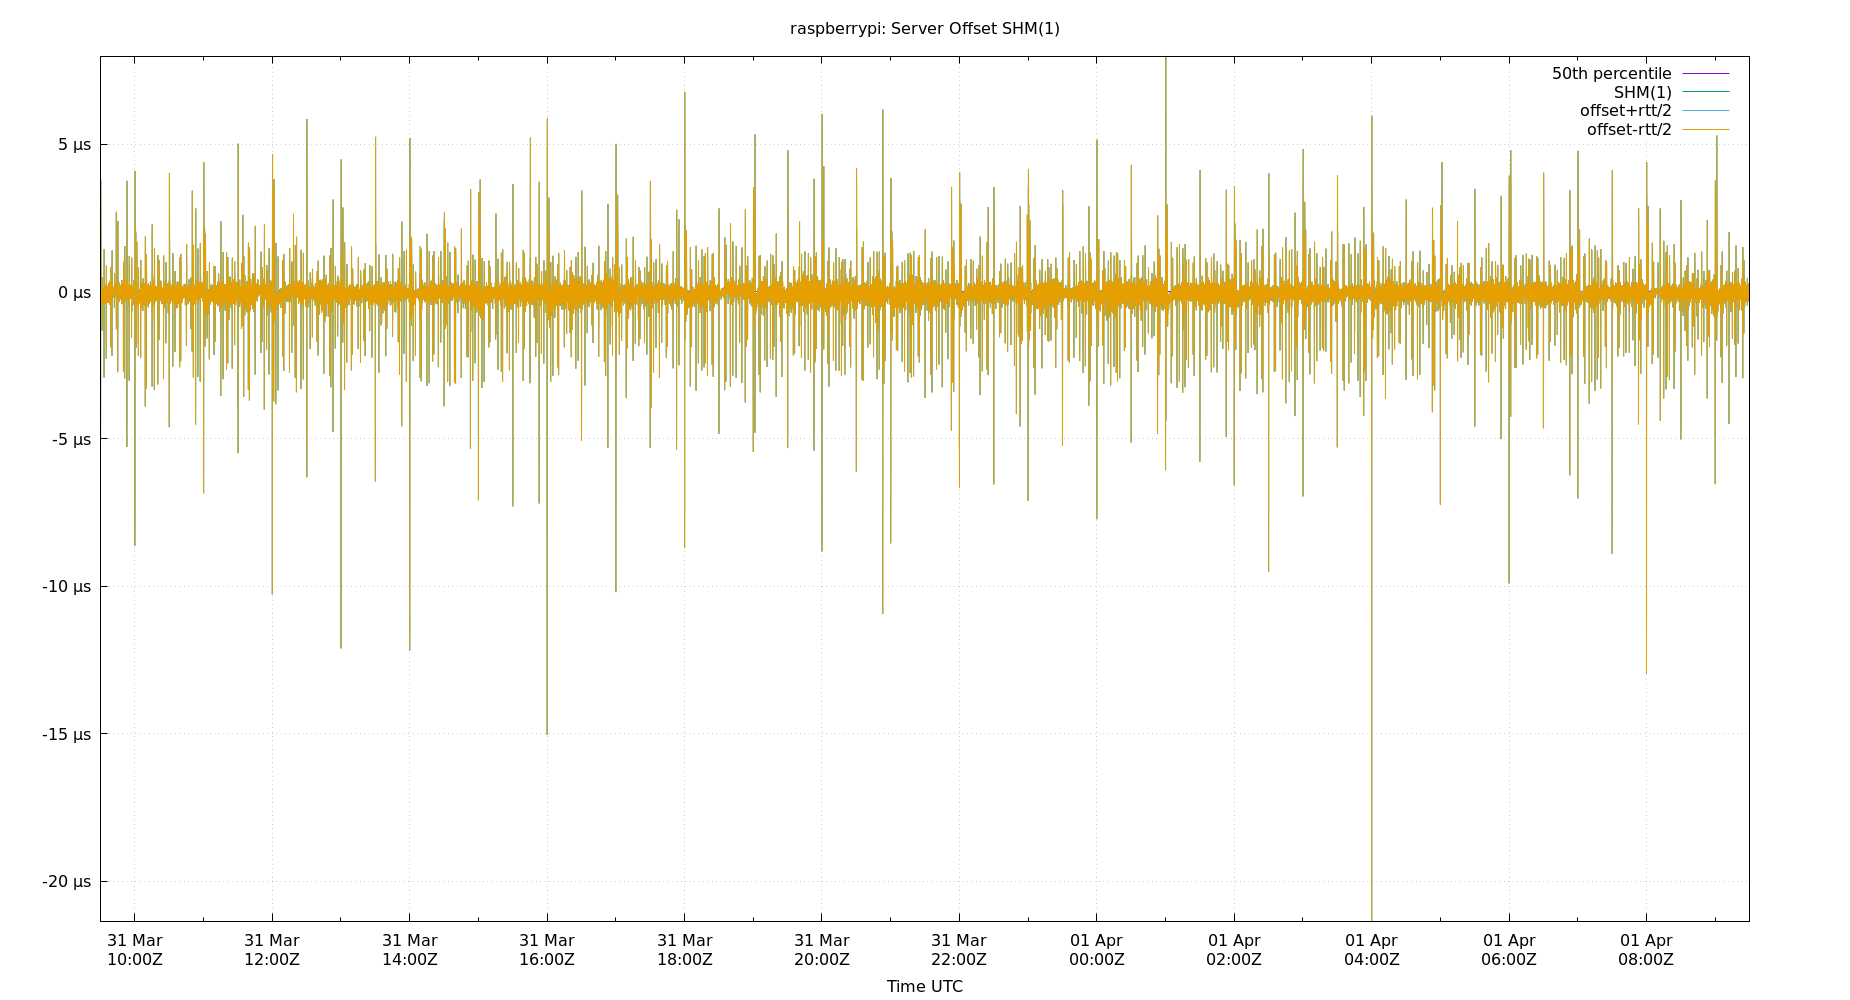 raspberrypi: Server Offset SHM(1)
50th percentile
SHM(1)
offset+rtt/2
offset-rtt/2
5 µs
0 µs
-5 µs
-10 µs
-15 µs
-20 µs
31 Mar 31 Mar 31 Mar 31 Mar 31 Mar 31 Mar 31 Mar 01 Apr 01 Apr 01 Apr 01 Apr 01 Apr
10:00Z 12:00Z 14:00Z 16:00Z 18:00Z 20:00Z 22:00Z 00:00Z 02:00Z 04:00Z 06:00Z 08:00Z
Time UTC